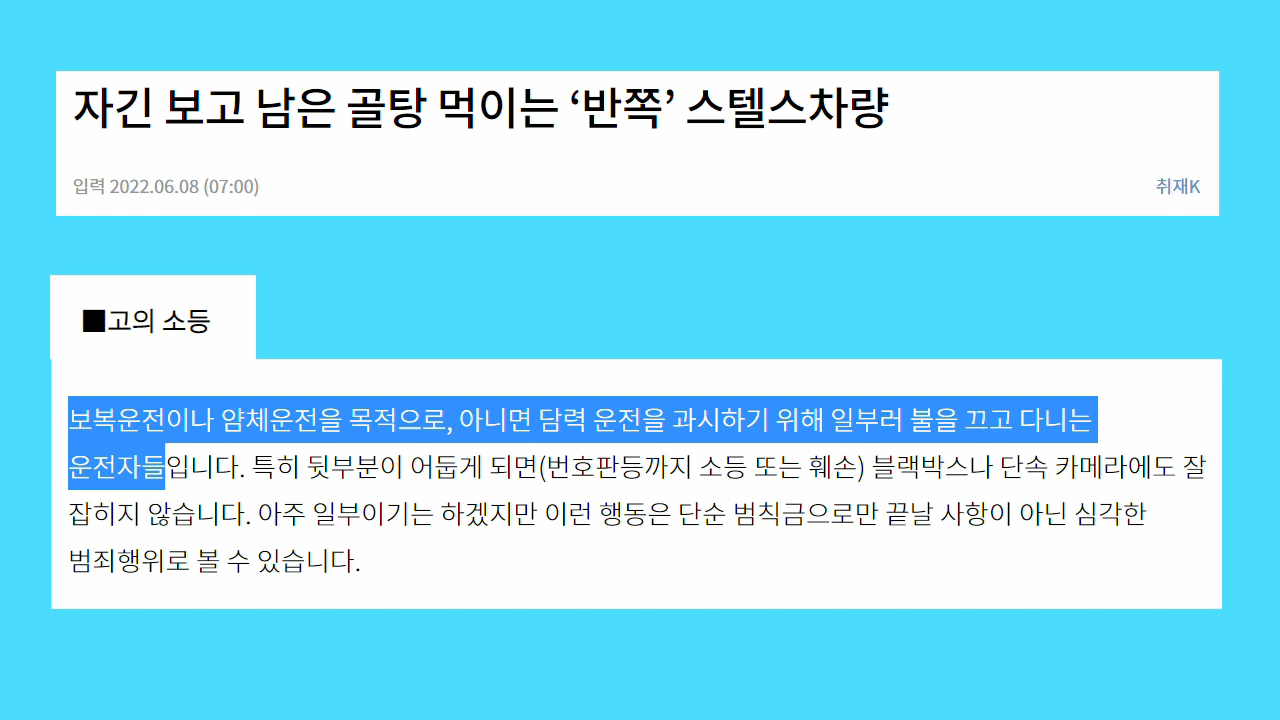 자긴 보고 남은 골탕 먹이는 ‘반쪽’ 스텔스차량
입력 2022.06.08 (07:00)
취재K
■고의 소등
보복운전이나 얌체운전을 목적으로, 아니면 담력 운전을 과시하기 위해 일부러 불을 끄고 다니는
운전자들입니다. 특히 뒷부분이 어둡게 되면(번호판등까지 소등 또는 훼손) 블랙박스나 단속 카메라에도 잘
잡히지 않습니다. 아주 일부이기는 하겠지만 이런 행동은 단순 범칙금으로만 끝날 사항이 아닌 심각한
범죄행위로 볼 수 있습니다.